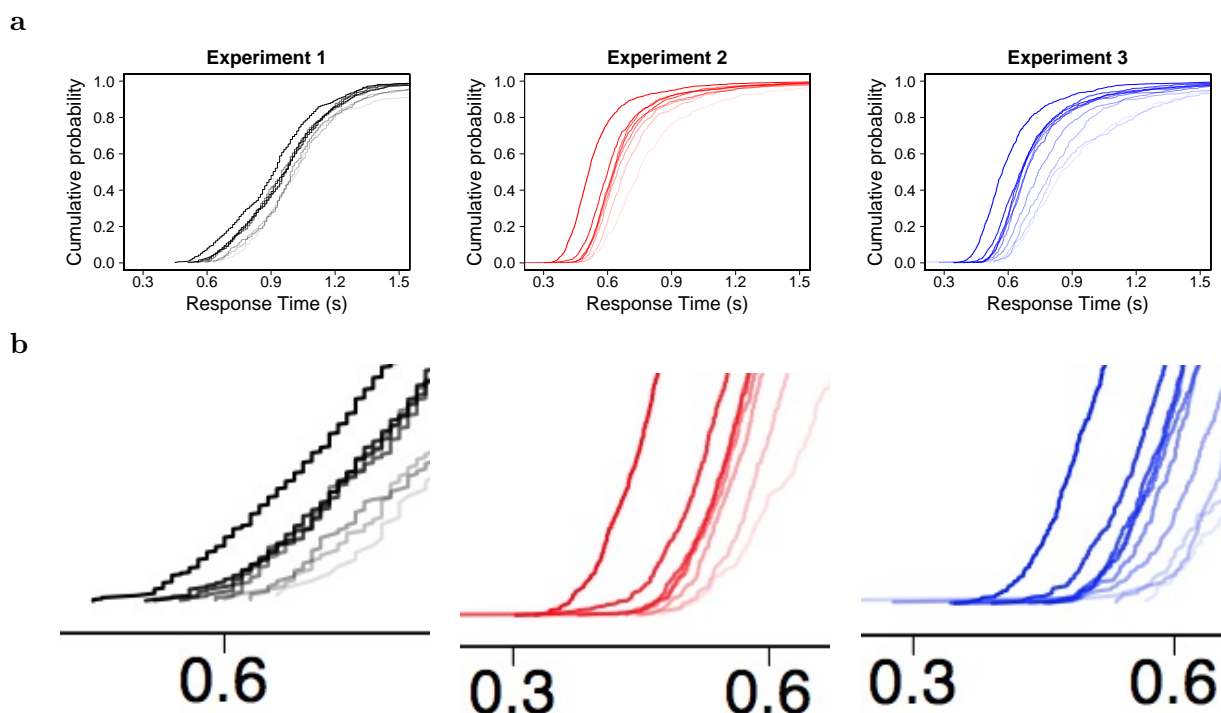 a
Experiment 1
Cumulative probability
1.0
0.8
0.6
0.4
0.2
0.0
0.3 0.6 0.9 1.2 1.5
Response Time (s)
Experiment 2
Cumulative probability
1.0
0.8
0.6
0.4
0.2
0.0
0.3 0.6 0.9 1.2 1.5
Response Time (s)
Experiment 3
Cumulative probability
1.0
0.8
0.6
0.4
0.2
0.0
0.3 0.6 0.9 1.2 1.5
Response Time (s)
b
0.6
0.3 0.6
0.3 0.6